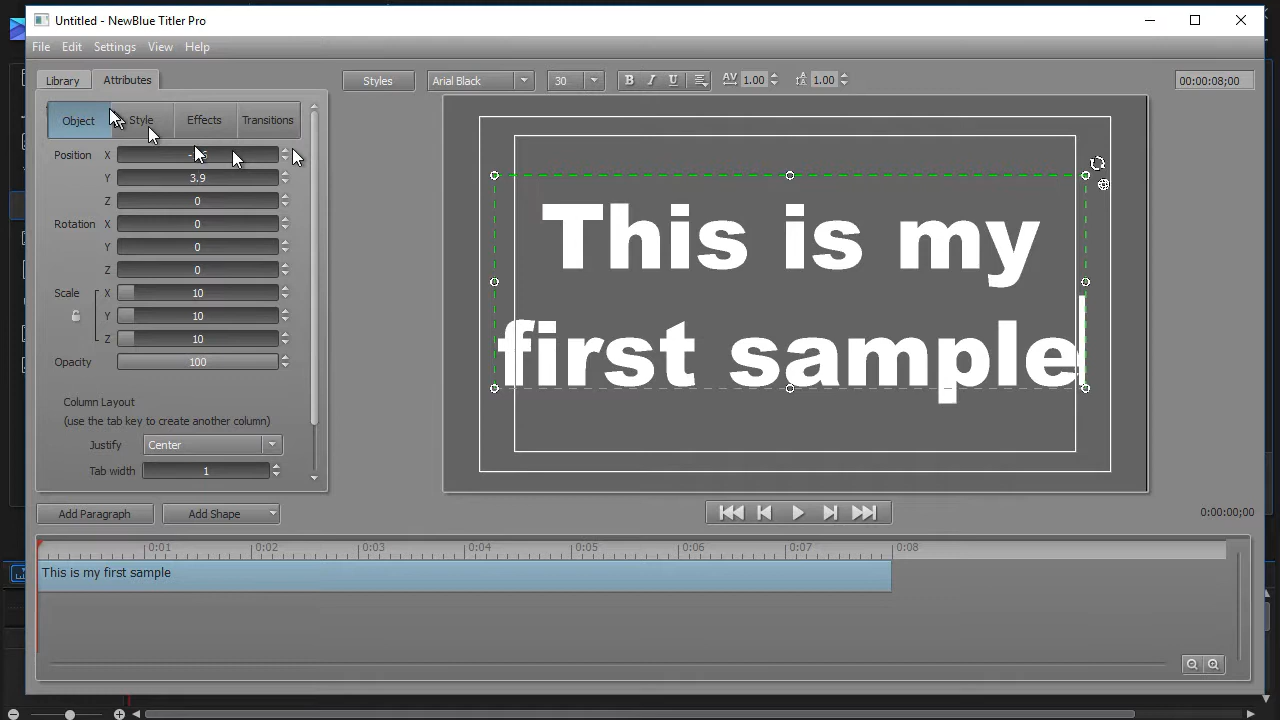 Untitled - NewBlue Titler Pro
File Edit Settings View Help
Library Attributes
Styles Arial Black 30 B I U AV 1.00 A 1.00 00:00:08;00
Object Style Effects Transitions
Position X
Y 3.9
Z 0
Rotation X 0
Y 0
Z 0
Scale X 10
Y 10
Z 10
Opacity 100
Column Layout
(use the tab key to create another column)
Justify Center
Tab width 1
This is my
first sample
Add Paragraph Add Shape 0:00:00;00
0:01 0:02 0:03 0:04 0:05 0:06 0:07 0:08
This is my first sample